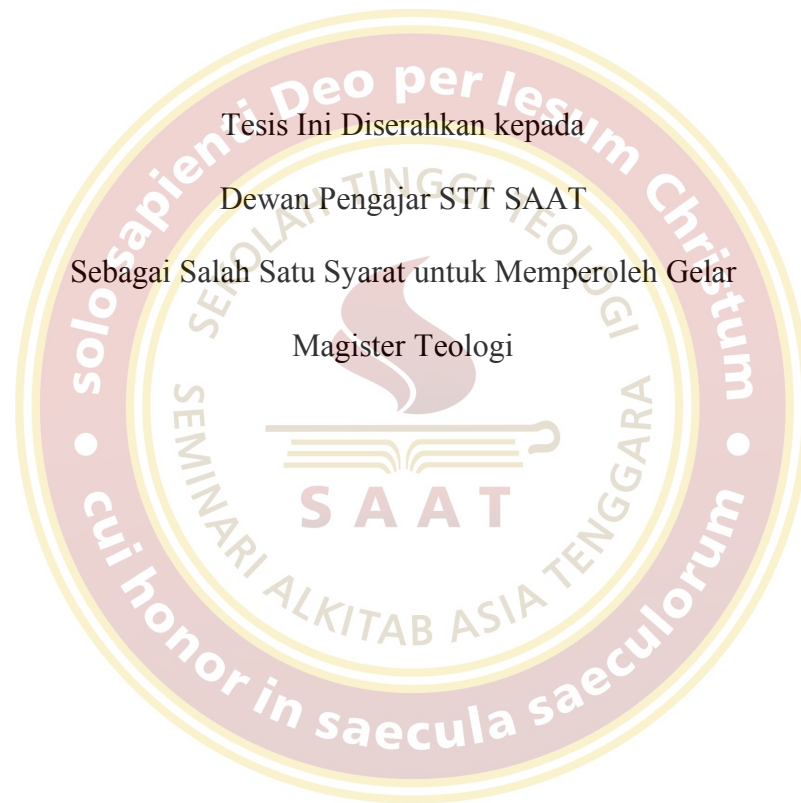 Tesis Ini Diserahkan kepada
Dewan Pengajar STT SAAT
Sebagai Salah Satu Syarat untuk Memperoleh Gelar
Magister Teologi
solo sapienti Deo per Iesum Christum
cui honor in saecula saeculorum
SEKOLAH TINGGI TEOLOGI
SEMINARI ALKITAB ASIA TENGGARA
SAAT